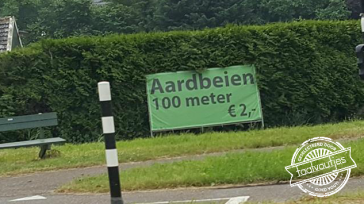 Aardbeien
100 meter
€2,-
taalvoutjes